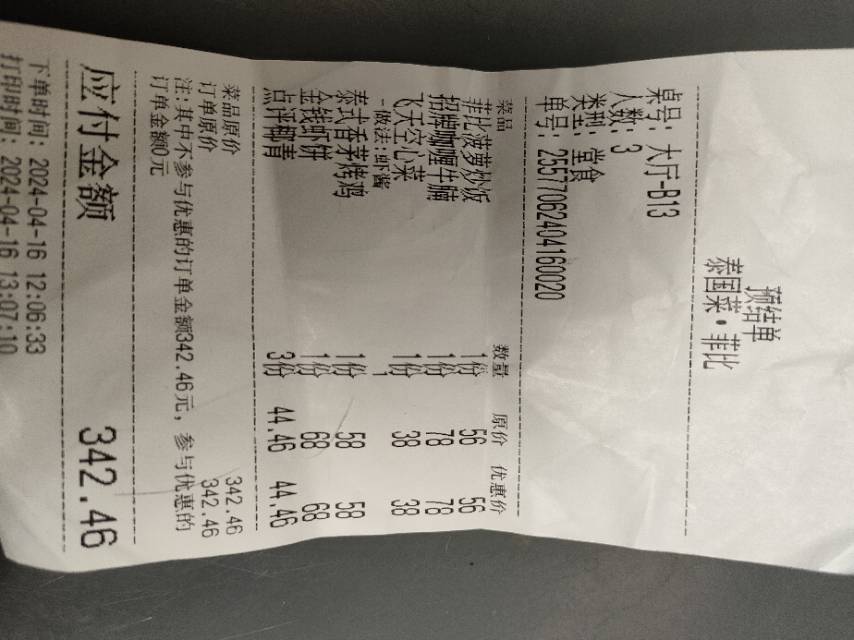 预结单
泰国菜·菲比
桌号: 大厅-B13
人数: 3
类型: 堂食
单号: 25577062404160020
菜品 数量 原价 优惠价
菲比菠萝炒饭 1份 56 56
招牌咖喱牛腩 1份 78 78
飞天空心菜 1份 38 38
-做法:虾酱 1
泰式香茅烤鸡 1份 58 58
金钱虾饼 1份 68 68
点评椰青 3份 44.46 44.46
菜品原价 342.46
订单原价 342.46
注:其中不参与优惠的订单金额342.46元, 参与优惠的
订单金额0元
应付金额 342.46
下单时间: 2024-04-16 12:06:33
打印时间: 2024-04-16 13:07:10